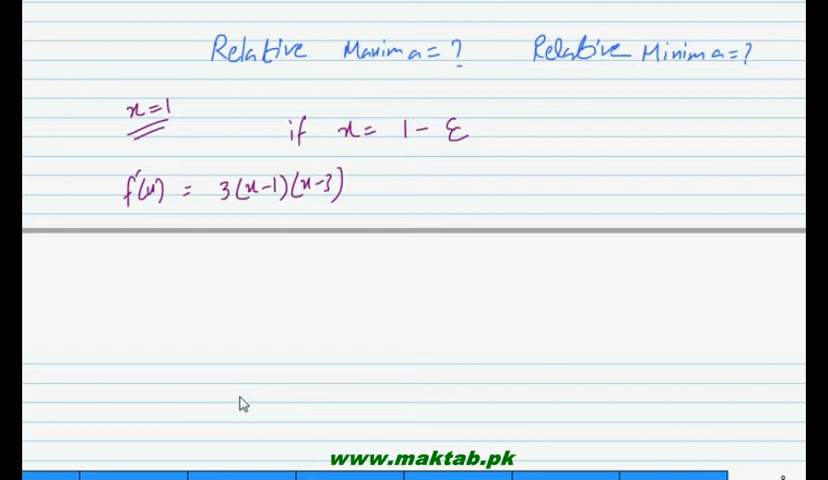 Relative Maxima=? Relative Minima=?
x=1 if x= 1-ε
f'(x) = 3(x-1)(x-3)
www.maktab.pk